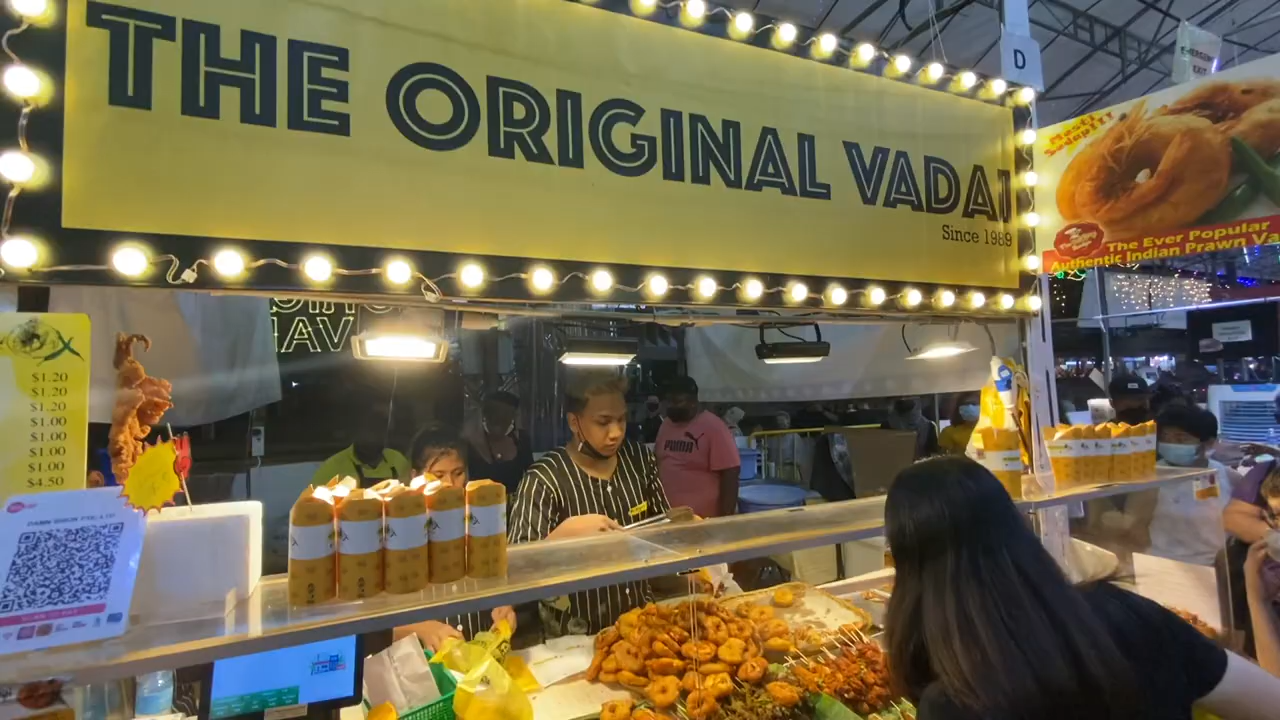 THE ORIGINAL VADAI
Since 1989
D
EXIT
The Ever Popular
Authentic Indian Prawn Va
$1.20
$1.20
$1.20
$1.00
$1.00
$1.00
$1.00
$4.50
PUMA